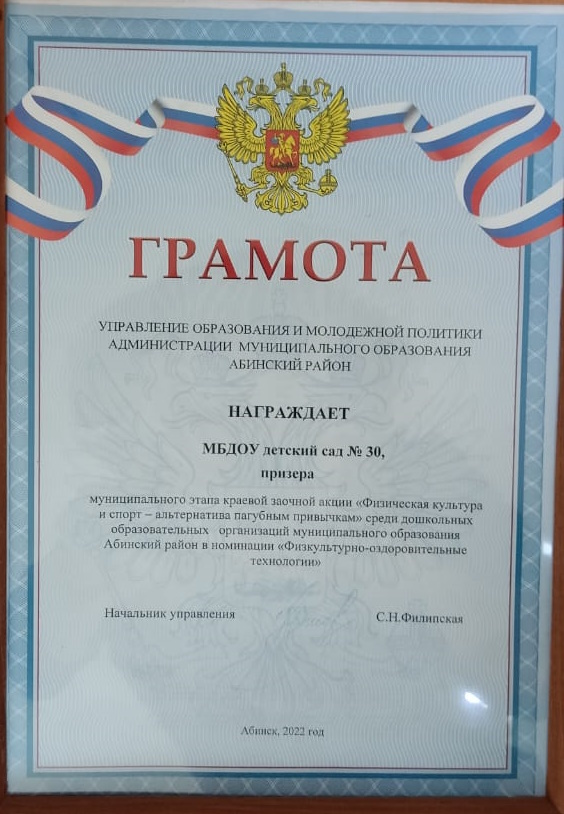 ГРАМОТА
УПРАВЛЕНИЕ ОБРАЗОВАНИЯ И МОЛОДЕЖНОЙ ПОЛИТИКИ
АДМИНИСТРАЦИИ МУНИЦИПАЛЬНОГО ОБРАЗОВАНИЯ
АБИНСКИЙ РАЙОН
НАГРАЖДАЕТ
МБДОУ детский сад № 30,
призера
муниципального этапа краевой заочной акции «Физическая культура
и спорт – альтернатива пагубным привычкам» среди дошкольных
образовательных организаций муниципального образования
Абинский район в номинации «Физкультурно-оздоровительные
технологии»
Начальник управления С.Н.Филипская
Абинск, 2022 год